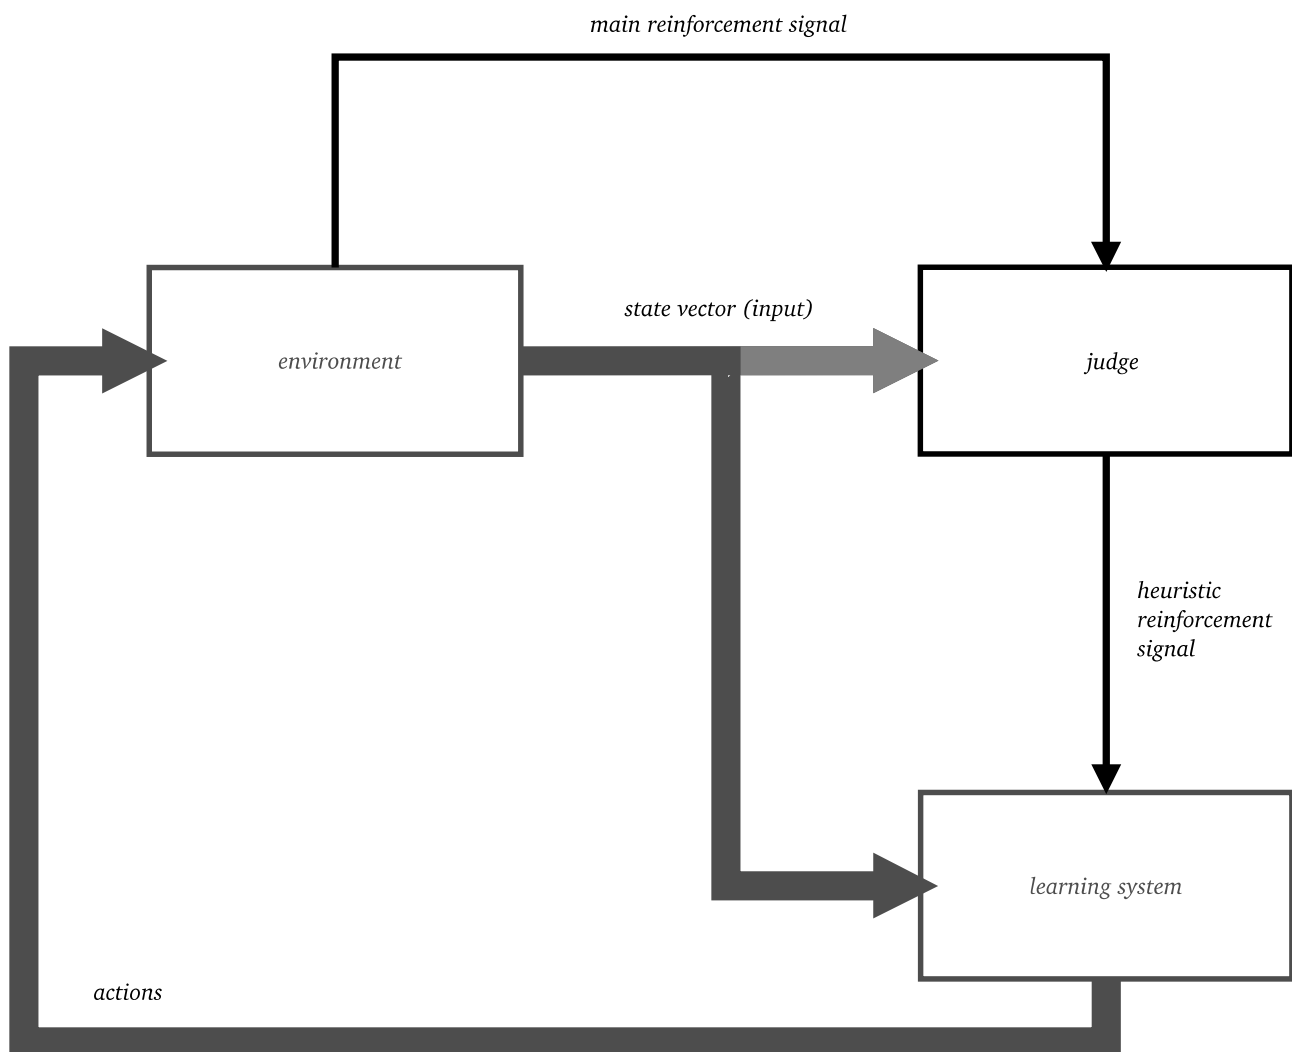 main reinforcement signal
state vector (input)
environment
judge
heuristic
reinforcement
signal
learning system
actions